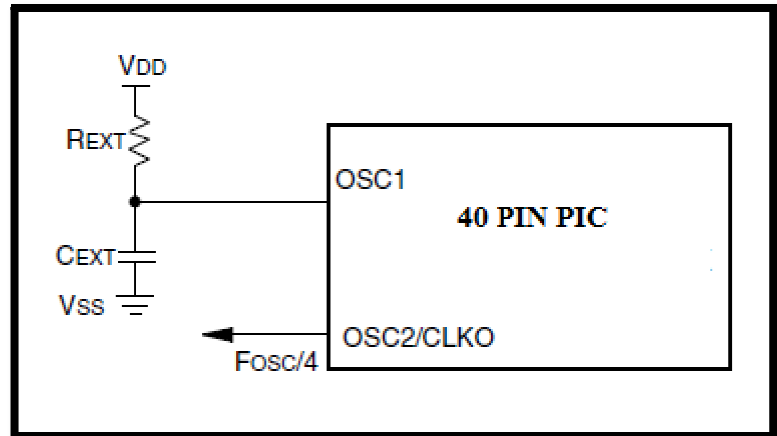 VDD
REXT
OSC1
40 PIN PIC
CEXT
VSS
OSC2/CLKO
FOSC/4